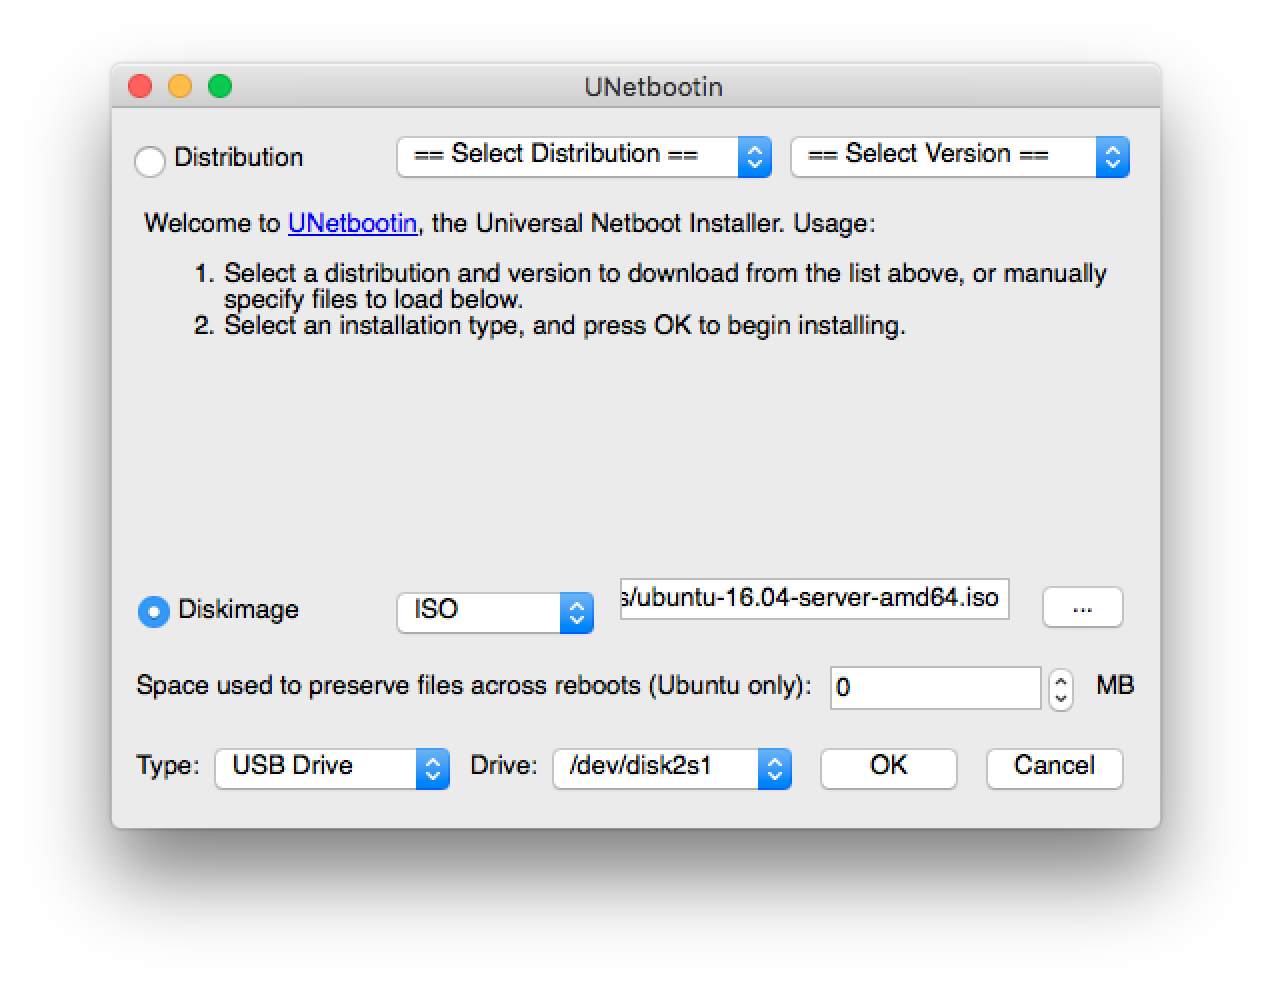 UNetbootin
Distribution == Select Distribution == == Select Version ==
Welcome to UNetbootin, the Universal Netboot Installer. Usage:
1. Select a distribution and version to download from the list above, or manually
specify files to load below.
2. Select an installation type, and press OK to begin installing.
Diskimage ISO s/ubuntu-16.04-server-amd64.iso ...
Space used to preserve files across reboots (Ubuntu only): 0 MB
Type: USB Drive Drive: /dev/disk2s1 OK Cancel